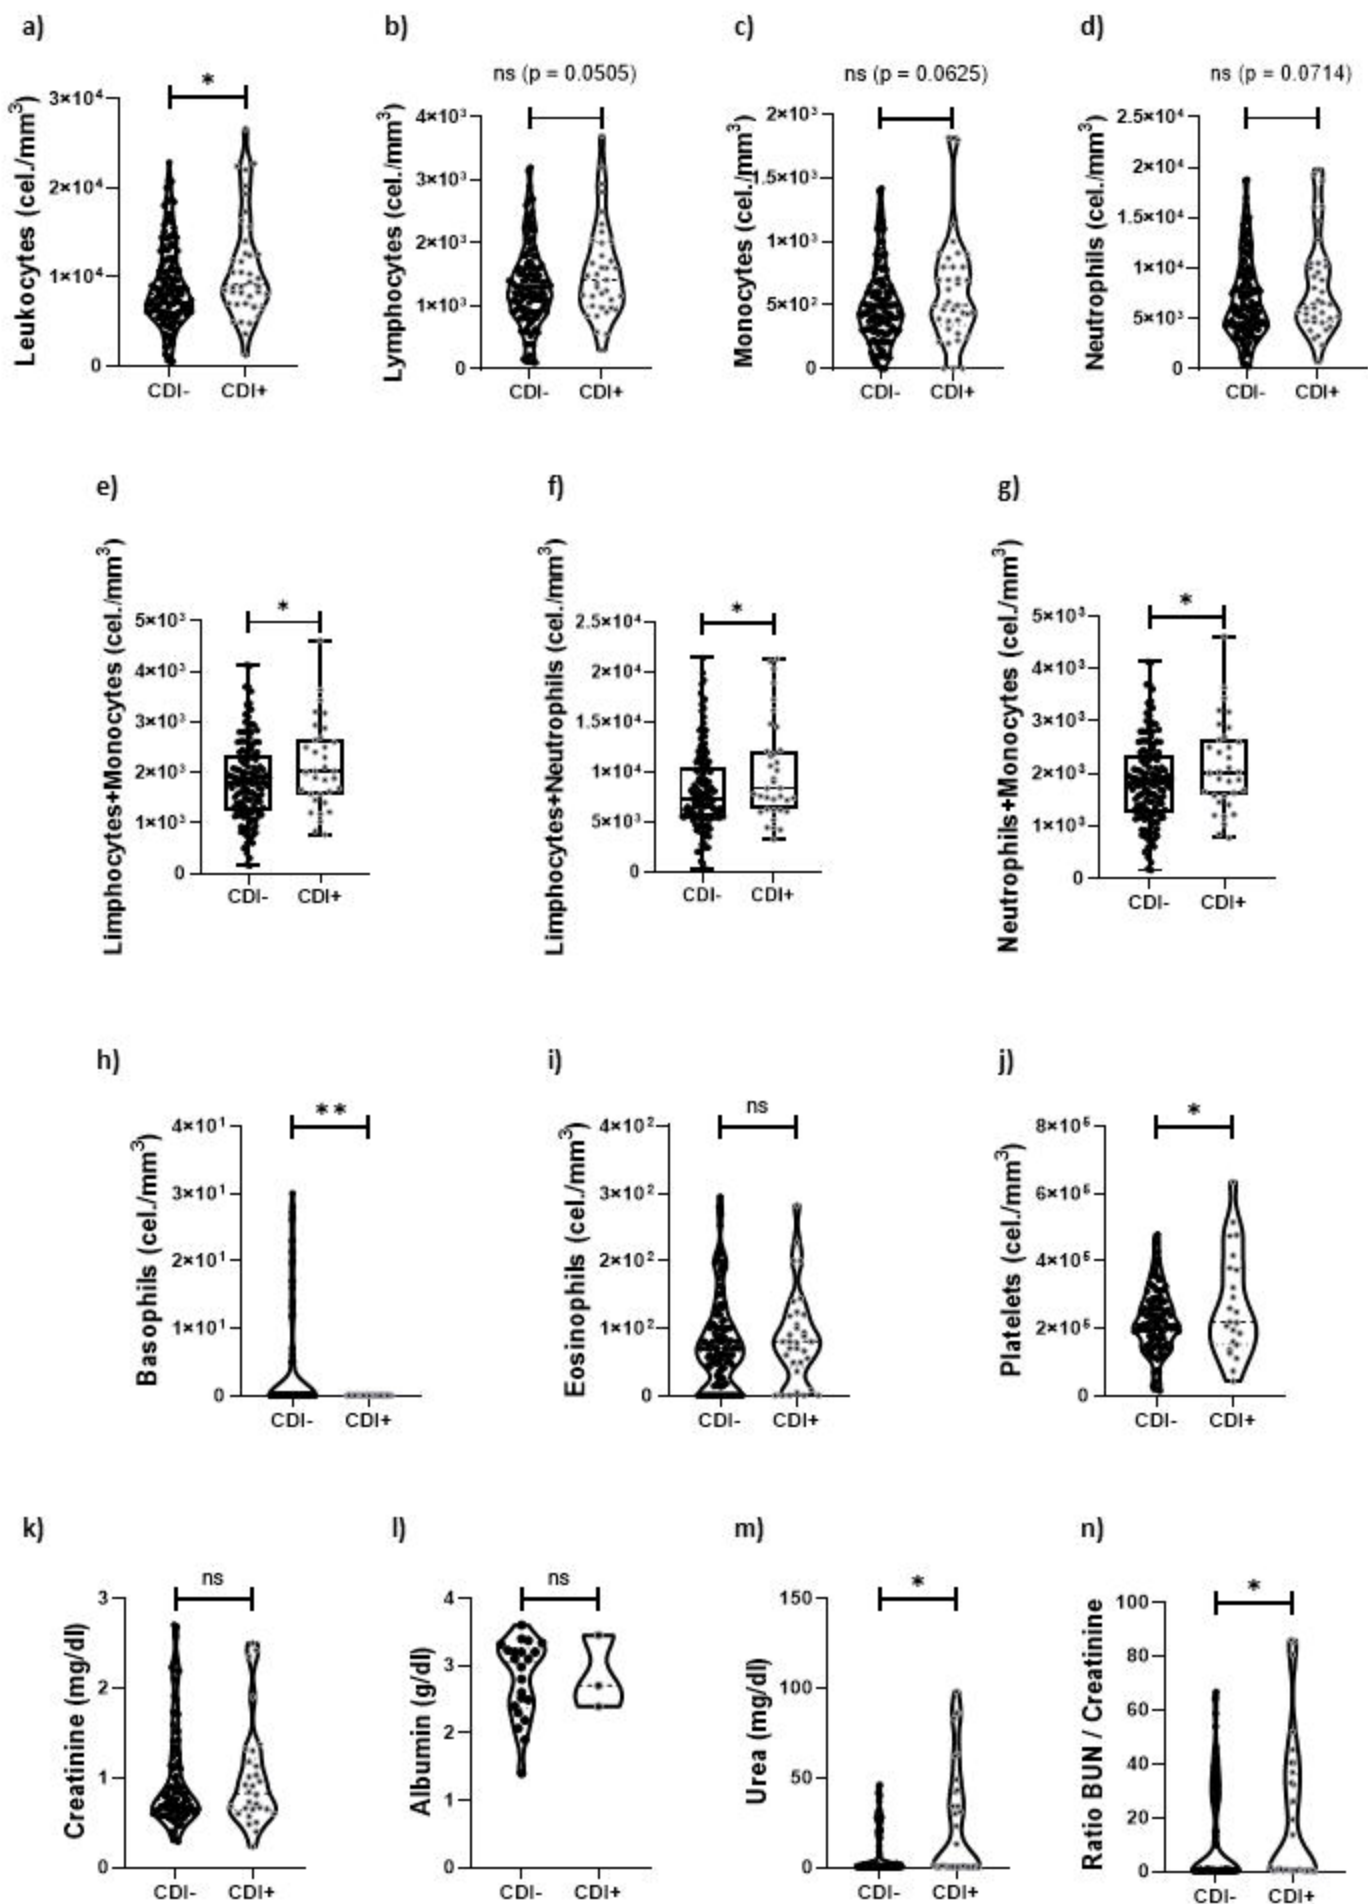 a)
b)
c)
d)
*
ns (p = 0.0505)
ns (p = 0.0625)
ns (p = 0.0714)
Leukocytes (cel./mm³)
3×10⁴
2×10⁴
1×10⁴
0
CDI-
CDI+
Lymphocytes (cel./mm³)
4×10³
3×10³
2×10³
1×10³
0
CDI-
CDI+
Monocytes (cel./mm³)
2×10³
1.5×10³
1×10³
5×10²
0
CDI-
CDI+
Neutrophils (cel./mm³)
2.5×10⁴
2×10⁴
1.5×10⁴
1×10⁴
5×10³
0
CDI-
CDI+
e)
f)
g)
Limphocytes+Monocytes (cel./mm³)
*
5×10³
4×10³
3×10³
2×10³
1×10³
0
CDI-
CDI+
Limphocytes+Neutrophils (cel./mm³)
*
2.5×10⁴
2×10⁴
1.5×10⁴
1×10⁴
5×10³
0
CDI-
CDI+
Neutrophils+Monocytes (cel./mm³)
*
5×10³
4×10³
3×10³
2×10³
1×10³
0
CDI-
CDI+
h)
i)
j)
Basophils (cel./mm³)
**
4×10¹
3×10¹
2×10¹
1×10¹
0
CDI-
CDI+
Eosinophils (cel./mm³)
ns
4×10²
3×10²
2×10²
1×10²
0
CDI-
CDI+
Platelets (cel./mm³)
*
8×10⁵
6×10⁵
4×10⁵
2×10⁵
0
CDI-
CDI+
k)
l)
m)
n)
Creatinine (mg/dl)
ns
3
2
1
0
CDI-
CDI+
Albumin (g/dl)
ns
4
3
2
1
0
CDI-
CDI+
Urea (mg/dl)
*
150
100
50
0
CDI-
CDI+
Ratio BUN / Creatinine
*
100
80
60
40
20
0
CDI-
CDI+